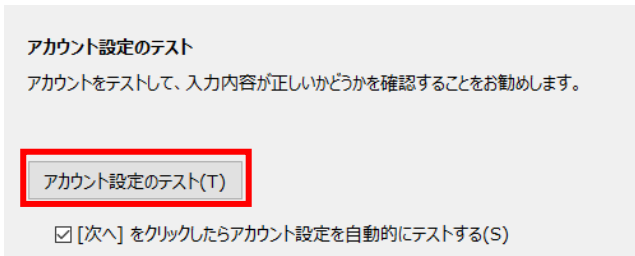 アカウント設定のテスト
アカウントをテストして、入力内容が正しいかどうかを確認することをお勧めします。
アカウント設定のテスト(T)
[次へ] をクリックしたらアカウント設定を自動的にテストする(S)